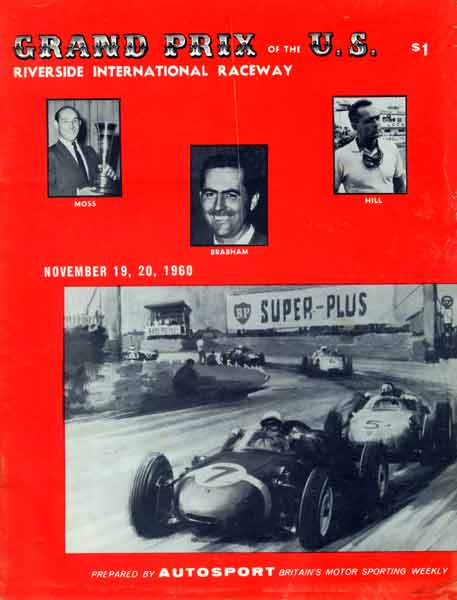 GRAND PRIX OF THE U.S. $1
RIVERSIDE INTERNATIONAL RACEWAY
MOSS
BRABHAM
HILL
NOVEMBER 19, 20, 1960
BP SUPER-PLUS
7
5
PREPARED BY AUTOSPORT BRITAIN'S MOTOR SPORTING WEEKLY